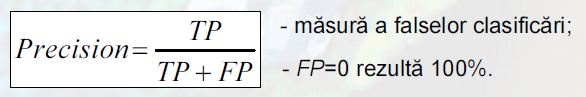 Precision = TP / (TP + FP)
- măsură a falselor clasificări;
- FP=0 rezultă 100%.